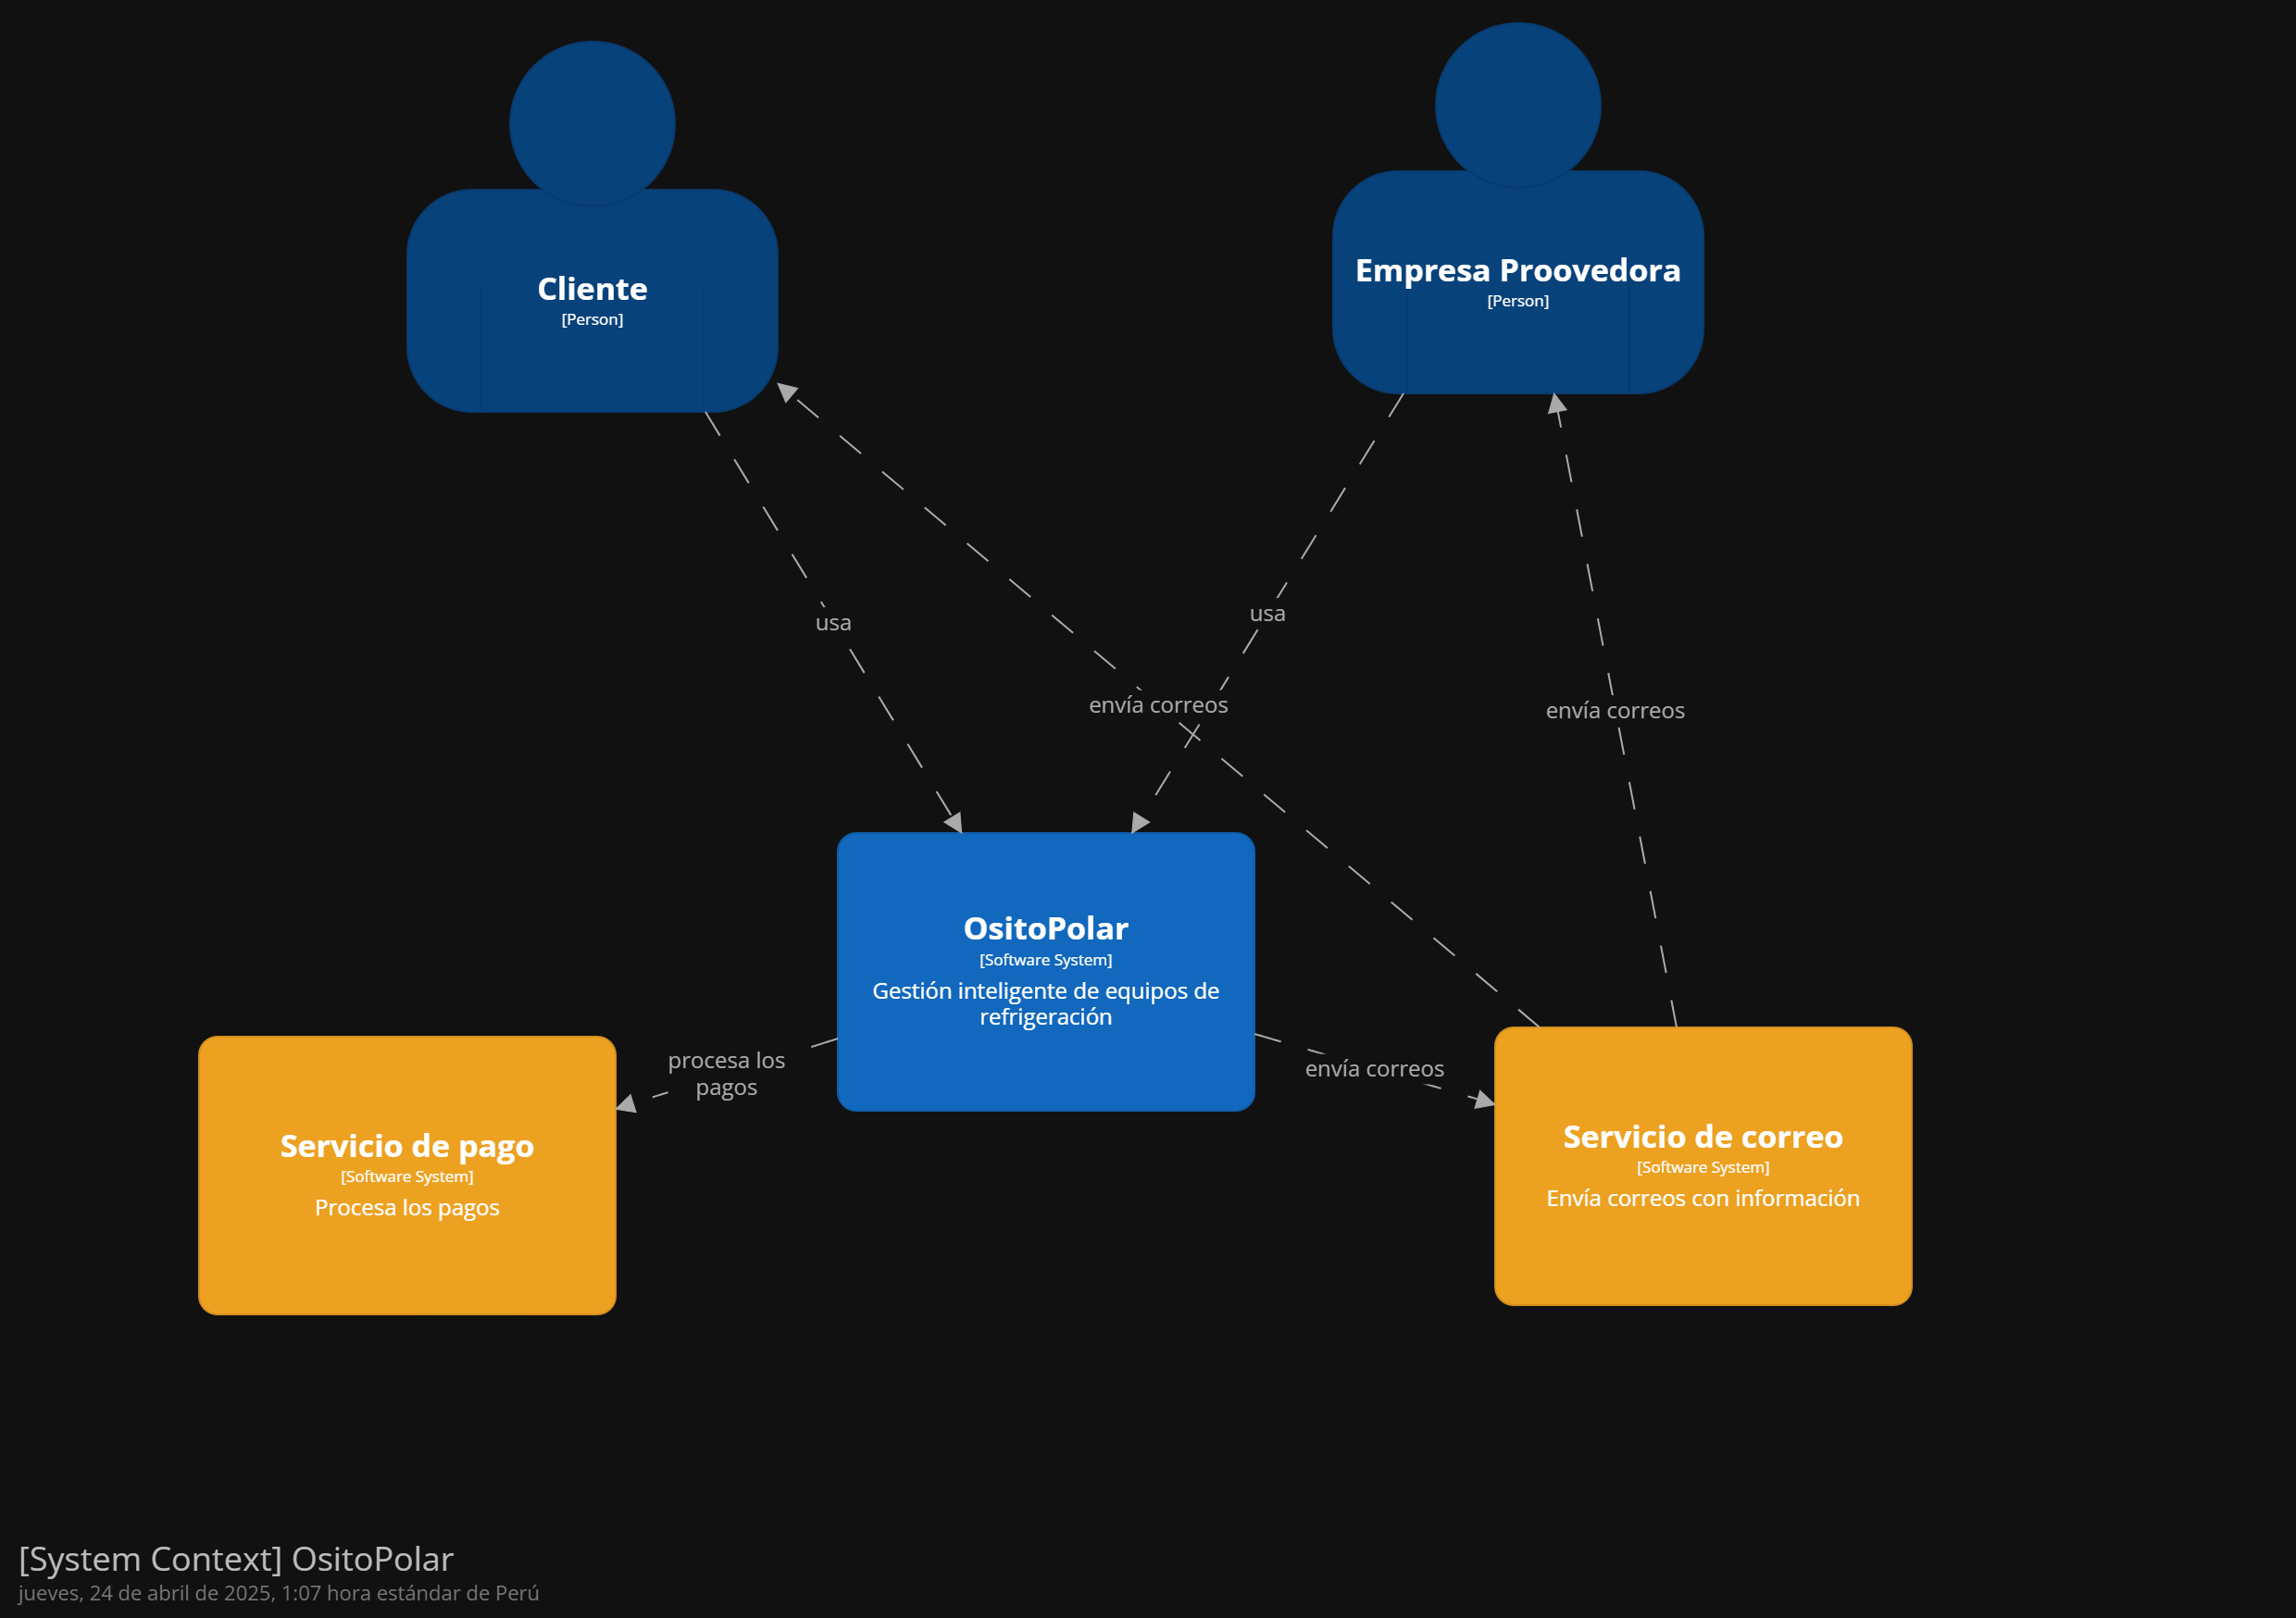 Cliente
[Person]
Empresa Proovedora
[Person]
usa
usa
envía correos
envía correos
OsitoPolar
[Software System]
Gestión inteligente de equipos de
refrigeración
procesa los
pagos
envía correos
Servicio de pago
[Software System]
Procesa los pagos
Servicio de correo
[Software System]
Envía correos con información
[System Context] OsitoPolar
jueves, 24 de abril de 2025, 1:07 hora estándar de Perú